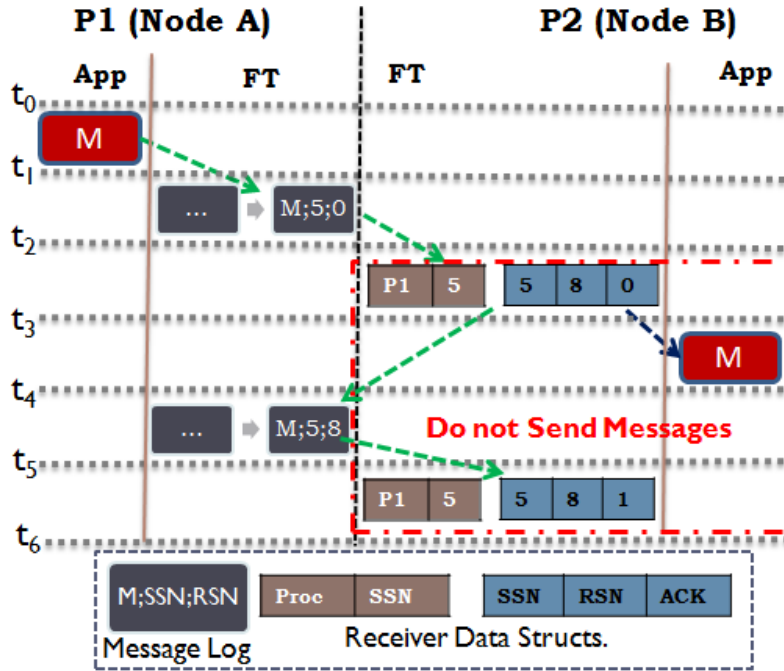 P1 (Node A) P2 (Node B)
App FT FT App
t0
M
t1
... M;5;0
t2
P1 5 5 8 0
t3
M
t4
... M;5;8 Do not Send Messages
t5
P1 5 5 8 1
t6
M;SSN;RSN Proc SSN SSN RSN ACK
Message Log Receiver Data Structs.